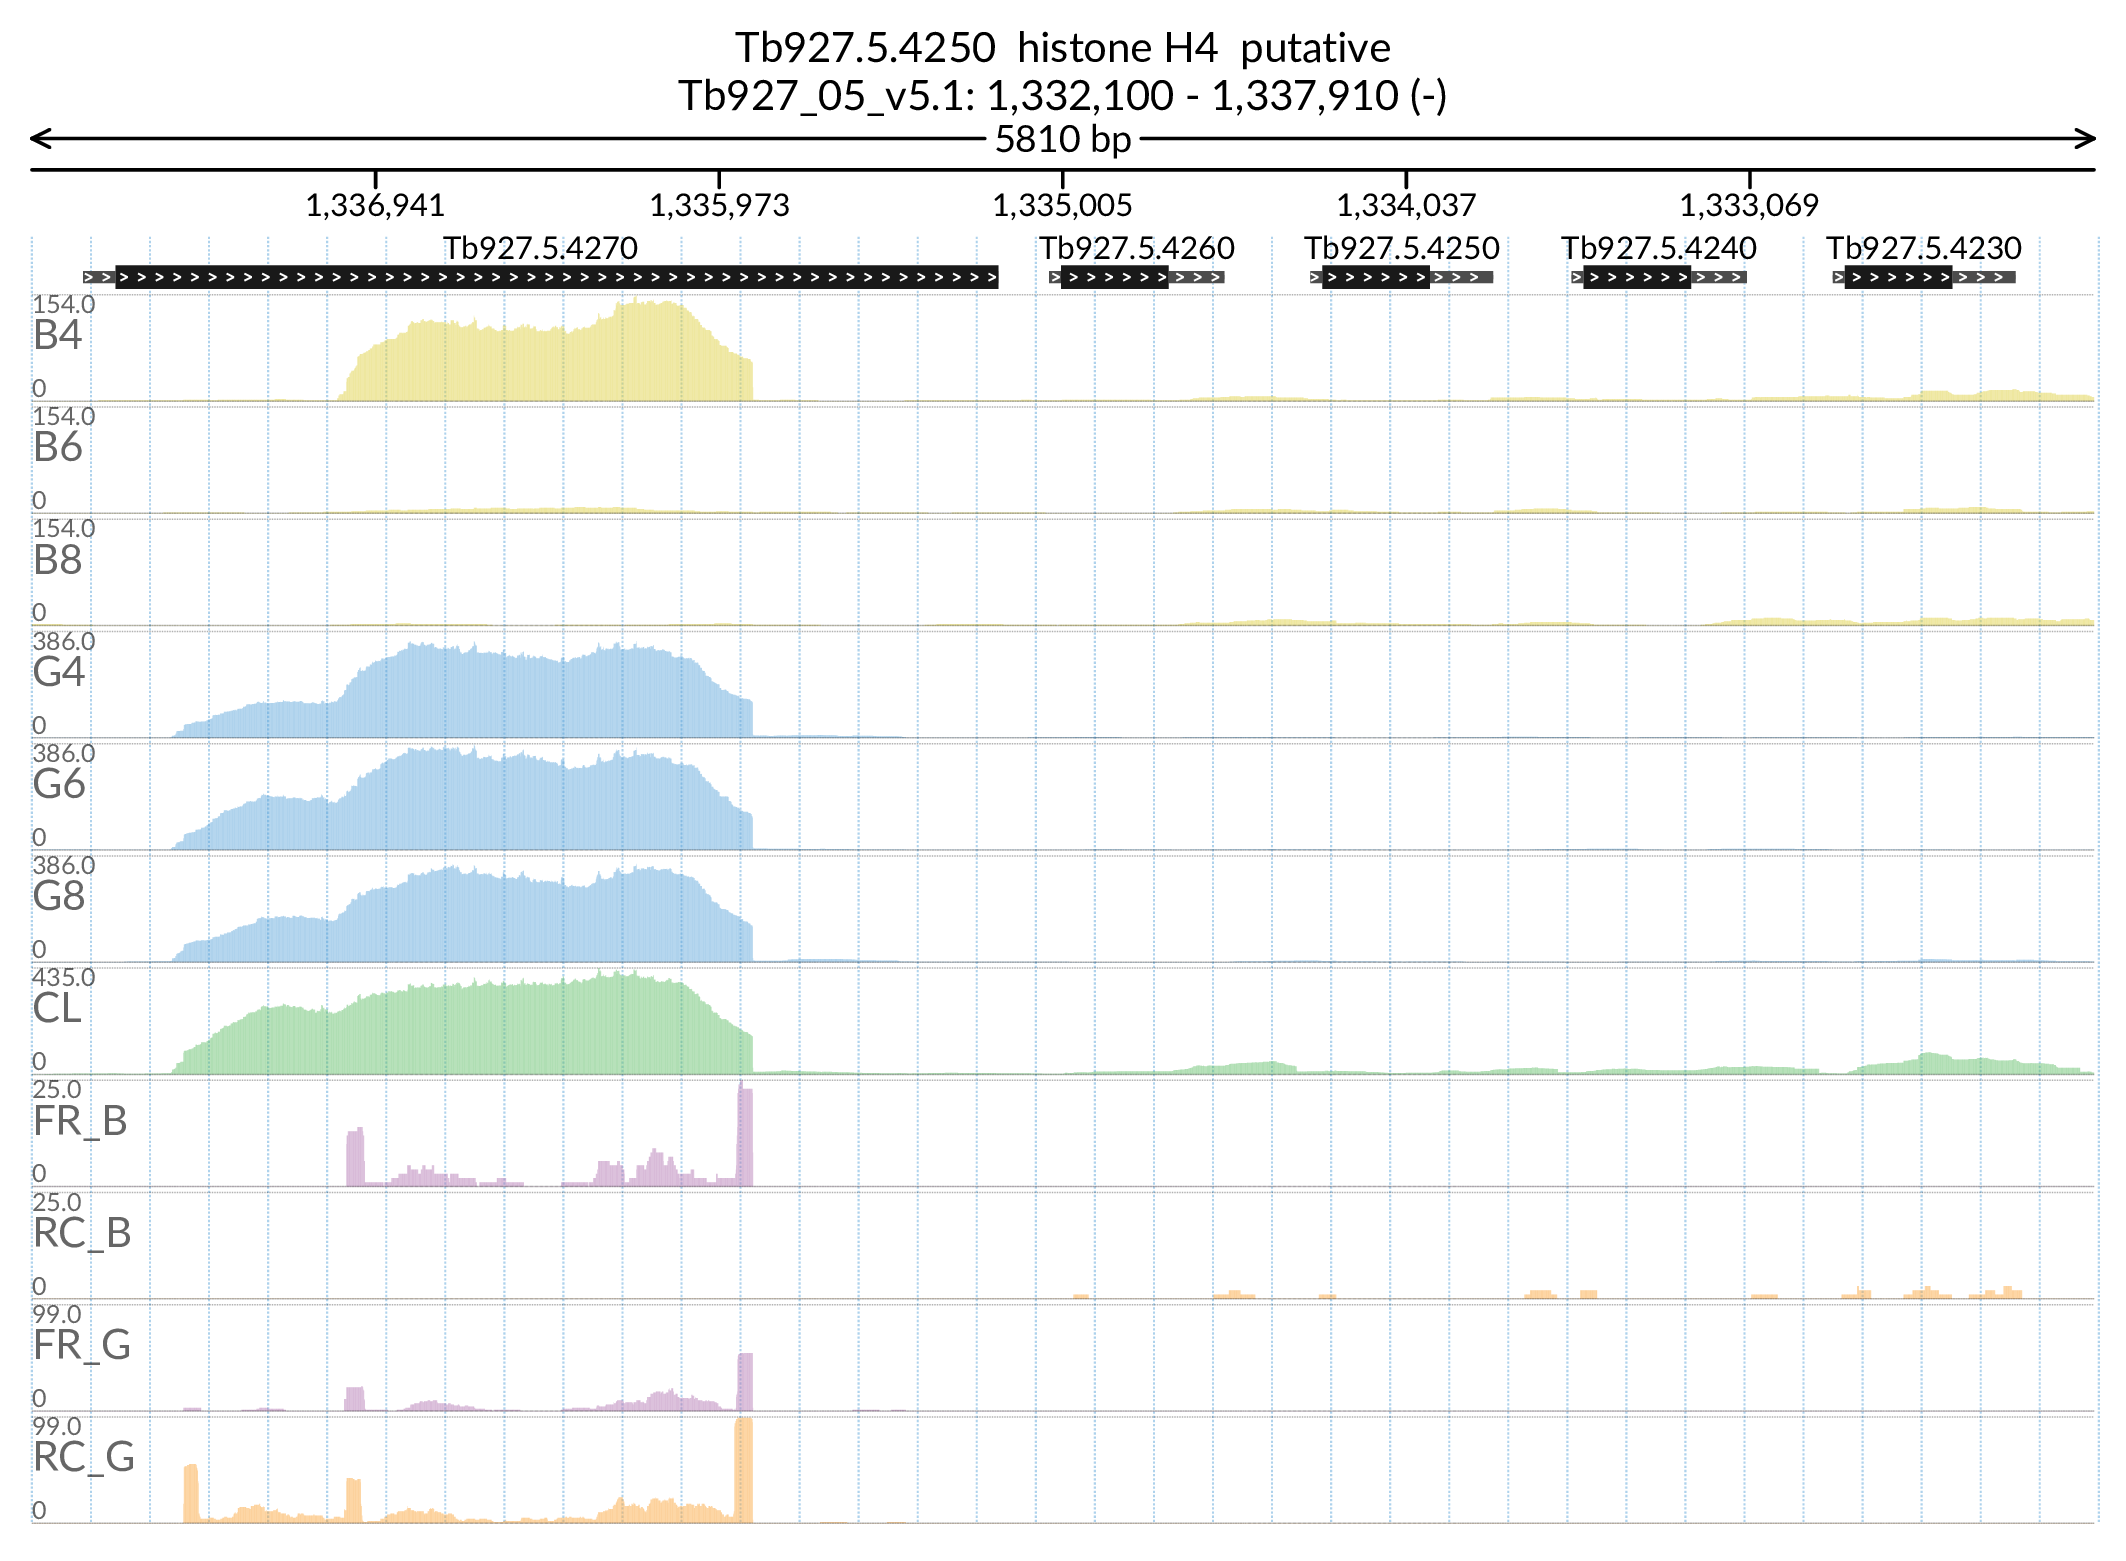 Tb927.5.4250 histone H4 putative
Tb927_05_v5.1: 1,332,100 - 1,337,910 (-)
5810 bp
1,336,941 1,335,973 1,335,005 1,334,037 1,333,069
Tb927.5.4270 Tb927.5.4260 Tb927.5.4250 Tb927.5.4240 Tb927.5.4230
154.0
B4
0
154.0
B6
0
154.0
B8
0
386.0
G4
0
386.0
G6
0
386.0
G8
0
435.0
CL
0
25.0
FR_B
0
25.0
RC_B
0
99.0
FR_G
0
99.0
RC_G
0